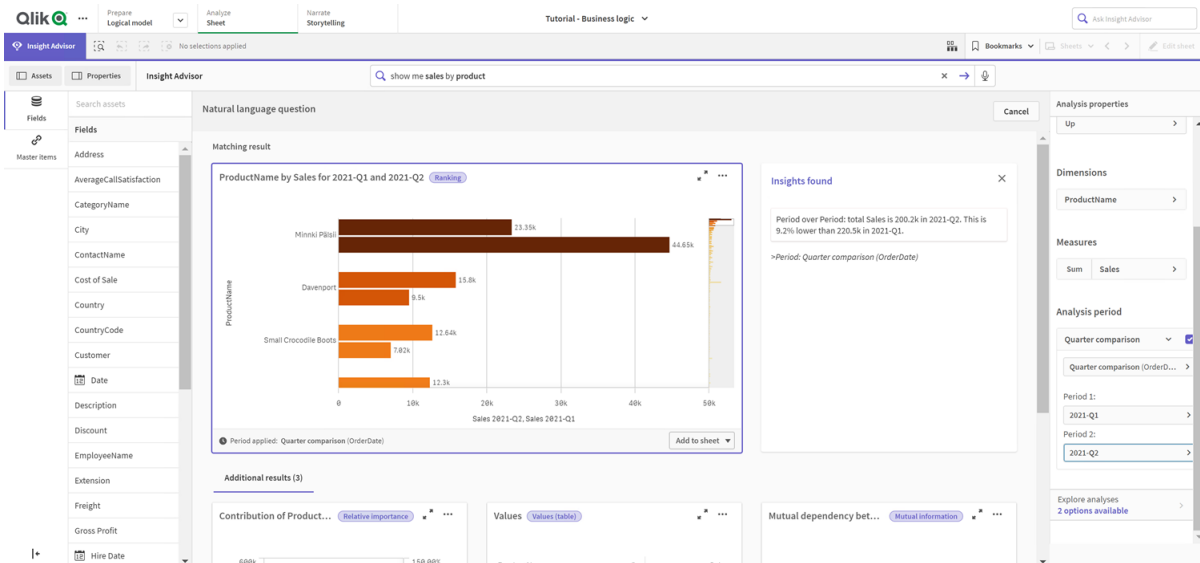 Qlik
Prepare
Logical model
Analyze
Sheet
Narrate
Storytelling
Tutorial - Business logic
Ask Insight Advisor
Insight Advisor
No selections applied
Bookmarks
Sheets
Edit sheet
Assets
Properties
Insight Advisor
show me sales by product
Fields
Master items
Search assets
Fields
Address
AverageCallSatisfaction
CategoryName
City
ContactName
Cost of Sale
Country
CountryCode
Customer
Date
Description
Discount
EmployeeName
Extension
Freight
Gross Profit
Hire Date
Natural language question
Cancel
Matching result
ProductName by Sales for 2021-Q1 and 2021-Q2 Ranking
ProductName
Minnki Pälsii
23.35k
44.65k
Davenport
15.8k
9.5k
Small Crocodile Boots
12.64k
7.02k
12.3k
0 10k 20k 30k 40k 50k
Sales 2021-Q2, Sales 2021-Q1
Period applied: Quarter comparison (OrderDate)
Add to sheet
Insights found
Period over Period: total Sales is 200.2k in 2021-Q2. This is
9.2% lower than 220.5k in 2021-Q1.
>Period: Quarter comparison (OrderDate)
Additional results (3)
Contribution of Product... Relative importance
600k 150.00%
Values Values (table)
Mutual dependency bet... Mutual information
Analysis properties
Up
Dimensions
ProductName
Measures
Sum Sales
Analysis period
Quarter comparison
Quarter comparison (OrderD...
Period 1:
2021-Q1
Period 2:
2021-Q2
Explore analyses
2 options available